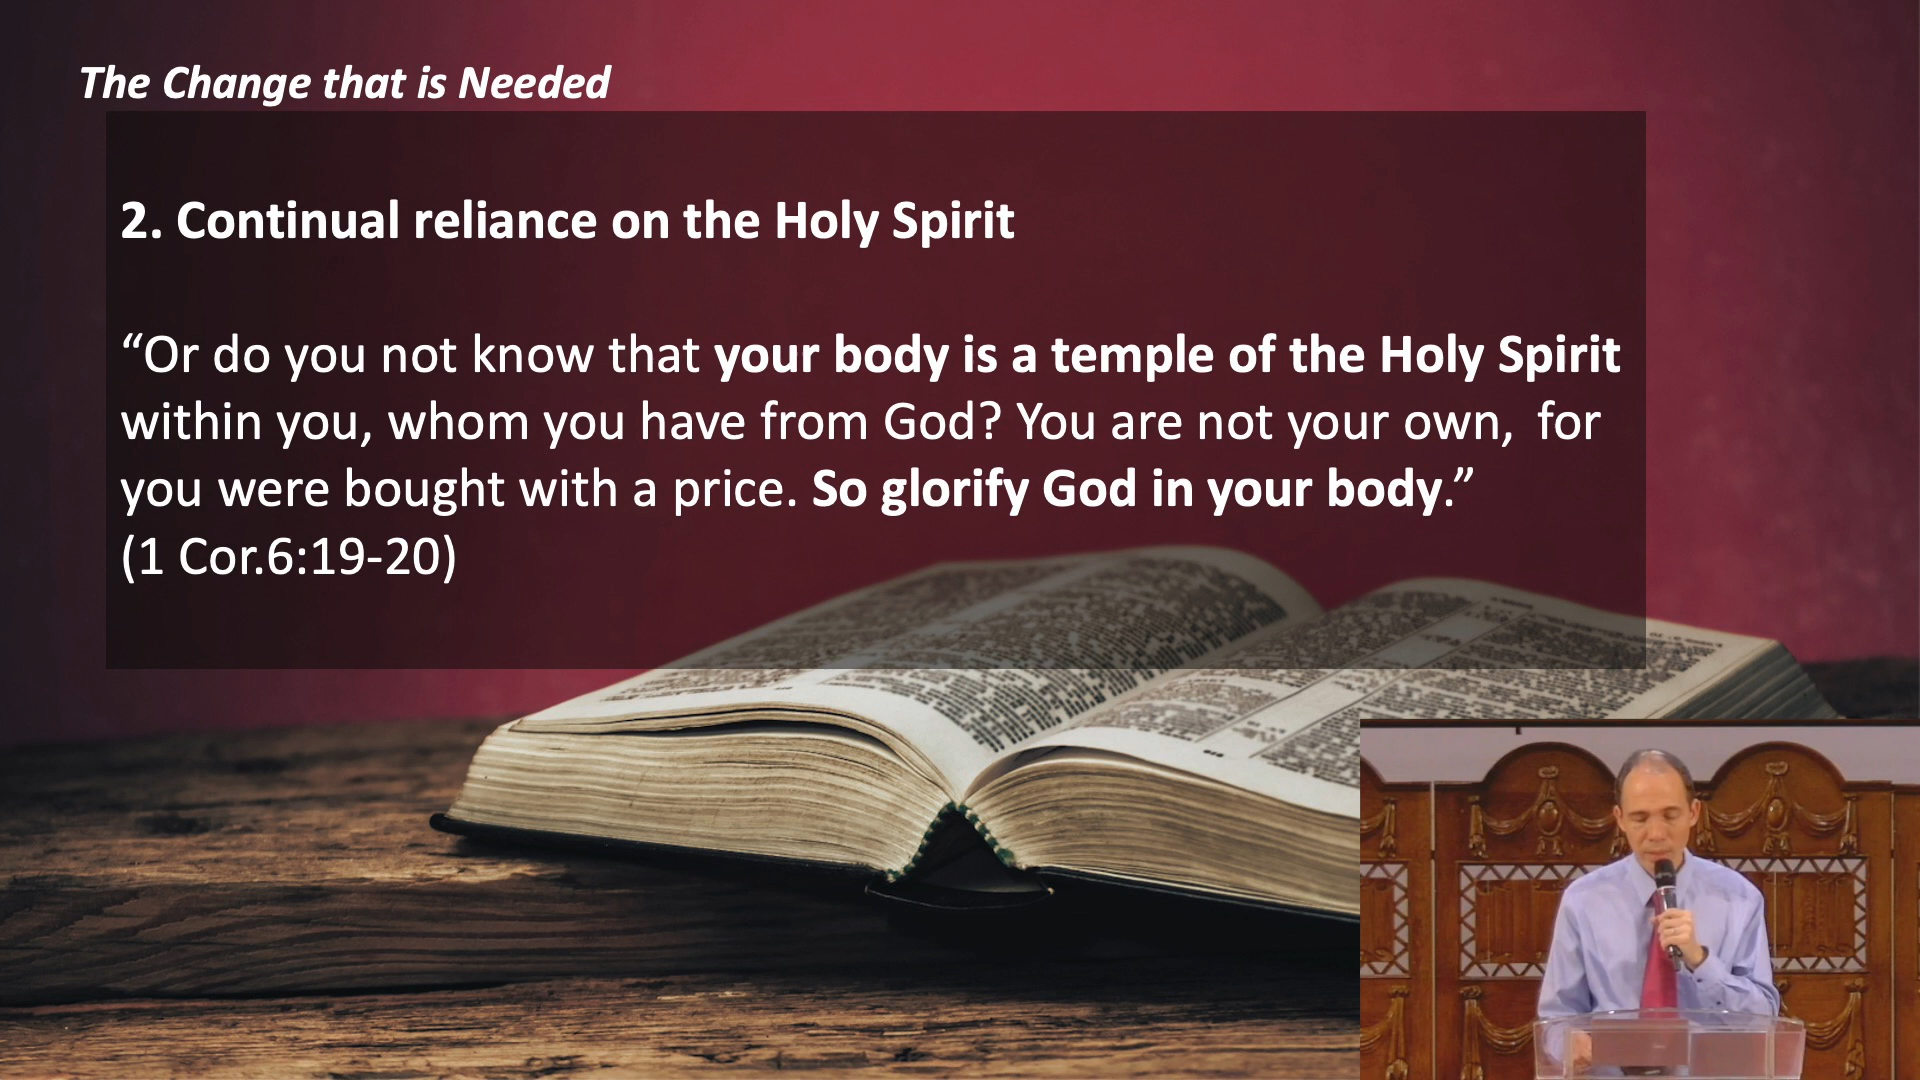 The Change that is Needed
2. Continual reliance on the Holy Spirit
“Or do you not know that your body is a temple of the Holy Spirit
within you, whom you have from God? You are not your own,  for
you were bought with a price. So glorify God in your body.”
(1 Cor.6:19-20)